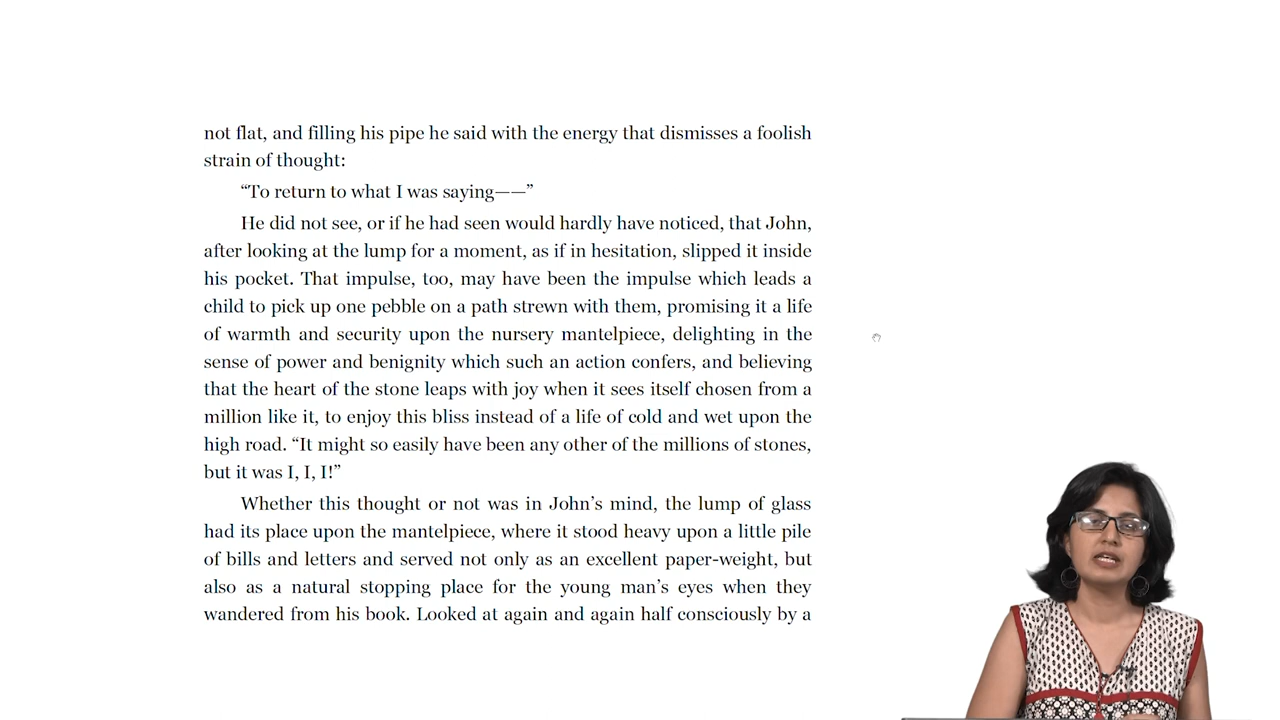 not flat, and filling his pipe he said with the energy that dismisses a foolish
strain of thought:
“To return to what I was saying——”
He did not see, or if he had seen would hardly have noticed, that John,
after looking at the lump for a moment, as if in hesitation, slipped it inside
his pocket. That impulse, too, may have been the impulse which leads a
child to pick up one pebble on a path strewn with them, promising it a life
of warmth and security upon the nursery mantelpiece, delighting in the
sense of power and benignity which such an action confers, and believing
that the heart of the stone leaps with joy when it sees itself chosen from a
million like it, to enjoy this bliss instead of a life of cold and wet upon the
high road. “It might so easily have been any other of the millions of stones,
but it was I, I, I!”
Whether this thought or not was in John’s mind, the lump of glass
had its place upon the mantelpiece, where it stood heavy upon a little pile
of bills and letters and served not only as an excellent paper-weight, but
also as a natural stopping place for the young man’s eyes when they
wandered from his book. Looked at again and again half consciously by a